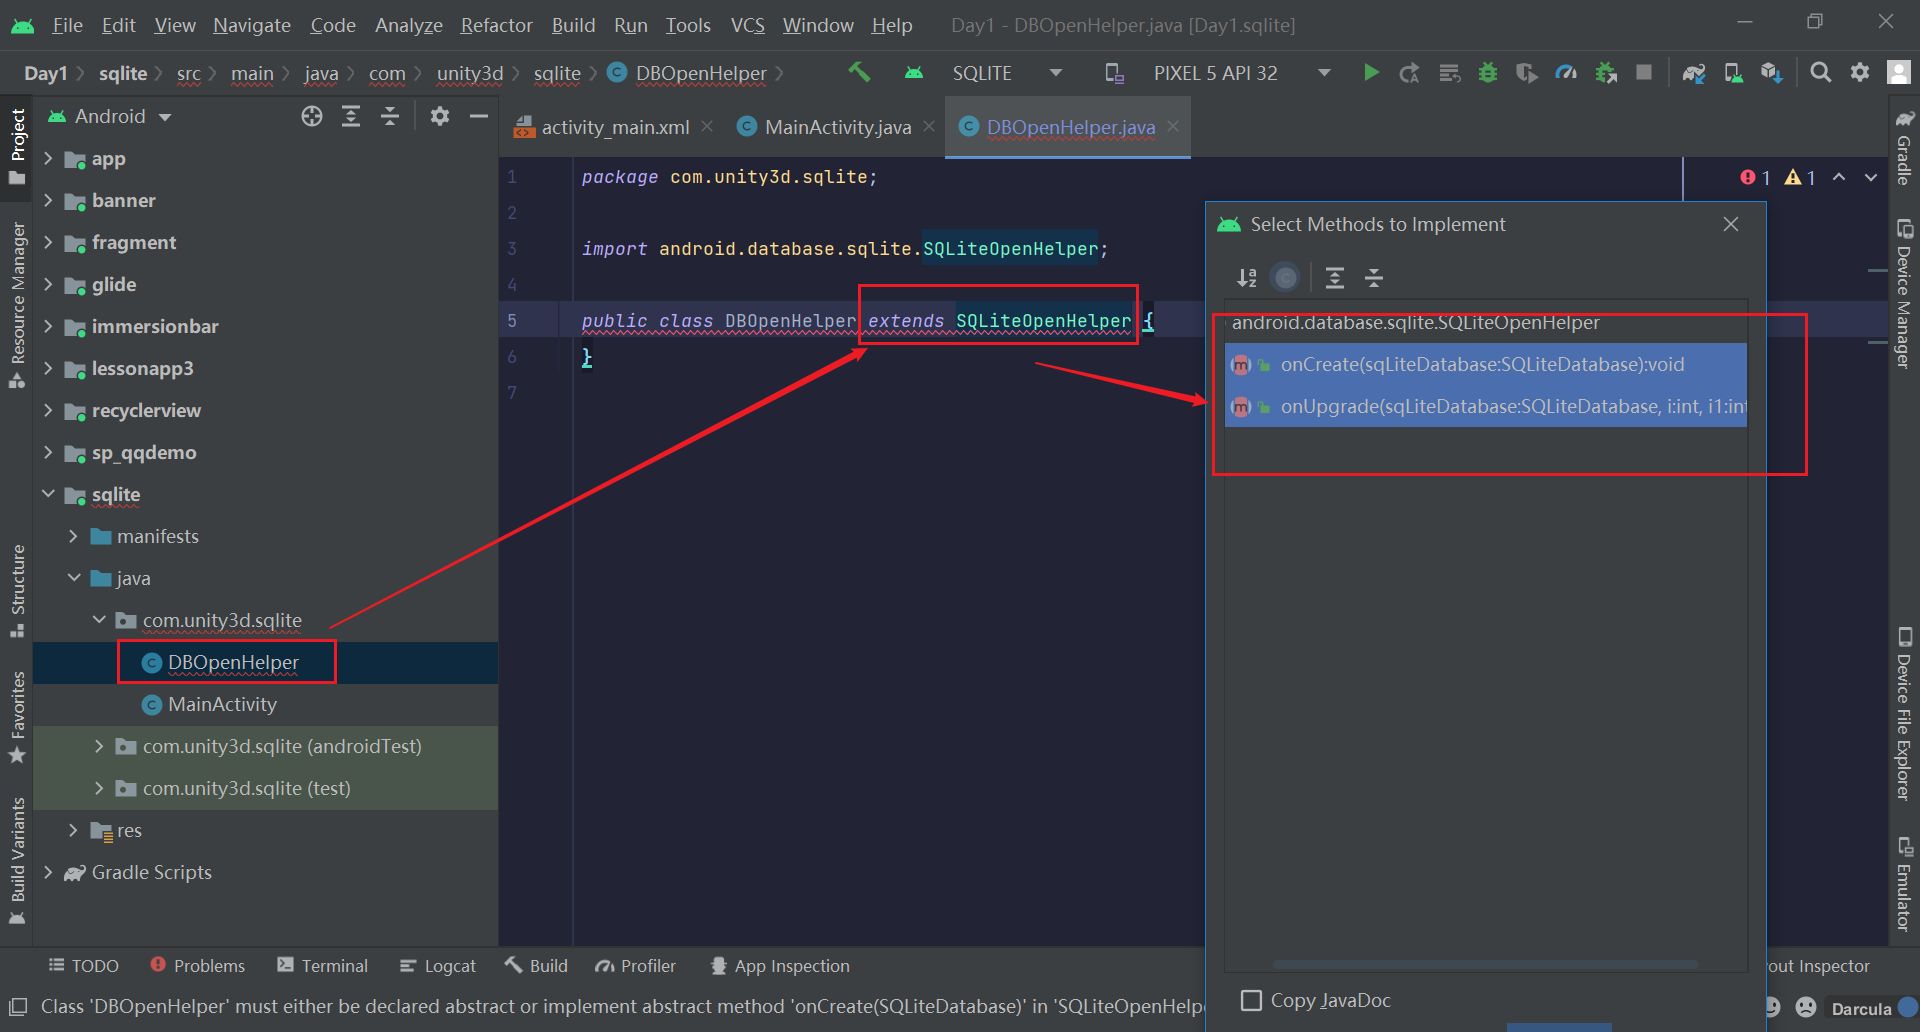 File Edit View Navigate Code Analyze Refactor Build Run Tools VCS Window Help Day1 - DBOpenHelper.java [Day1.sqlite]
Day1 sqlite src main java com unity3d sqlite DBOpenHelper SQLITE PIXEL 5 API 32
Project
Resource Manager
Structure
Favorites
Build Variants
Android
app
banner
fragment
glide
immersionbar
lessonapp3
recyclerview
sp_qqdemo
sqlite
manifests
java
com.unity3d.sqlite
DBOpenHelper
MainActivity
com.unity3d.sqlite (androidTest)
com.unity3d.sqlite (test)
res
Gradle Scripts
activity_main.xml MainActivity.java DBOpenHelper.java
1 package com.unity3d.sqlite;
2
3 import android.database.sqlite.SQLiteOpenHelper;
4
5 public class DBOpenHelper extends SQLiteOpenHelper {
6 }
7
1 1
Select Methods to Implement
android.database.sqlite.SQLiteOpenHelper
onCreate(sqLiteDatabase:SQLiteDatabase):void
onUpgrade(sqLiteDatabase:SQLiteDatabase, i:int, i1:int
Copy JavaDoc
Gradle
Device Manager
Device File Explorer
Emulator
TODO Problems Terminal Logcat Build Profiler App Inspection out Inspector
Class 'DBOpenHelper' must either be declared abstract or implement abstract method 'onCreate(SQLiteDatabase)' in 'SQLiteOpenHelp
Darcula